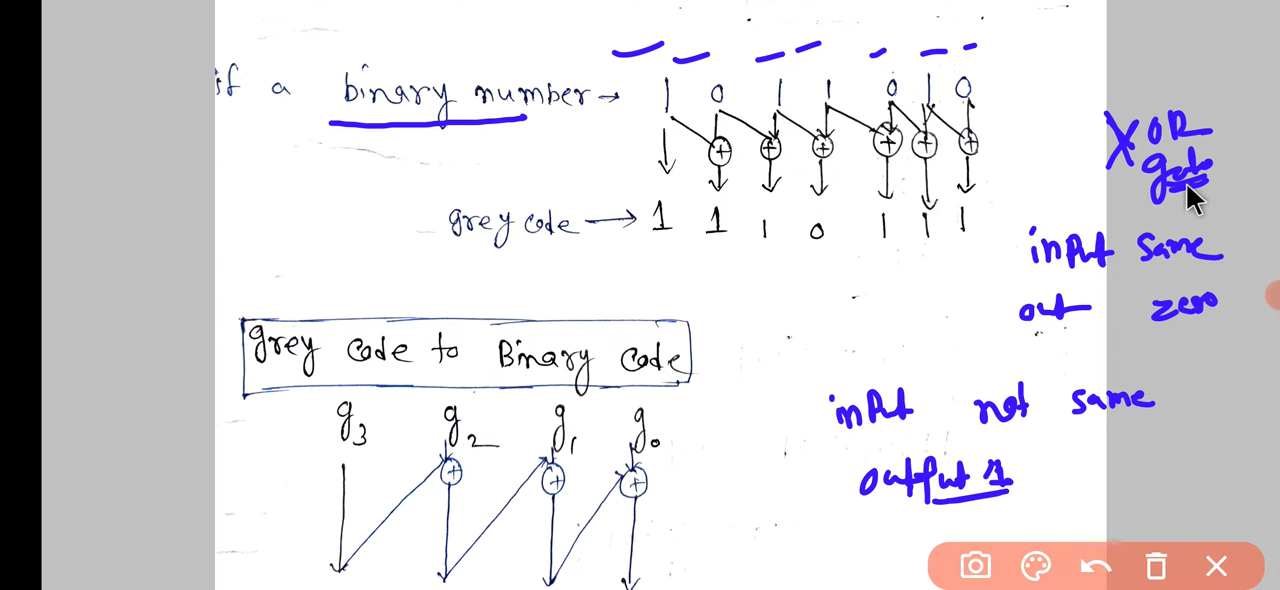 if a binary number → 1 0 1 1 0 1 0
grey code → 1 1 1 0 1 1 1
XOR
gate
input same
out zero
grey code to Binary code
g3 g2 g1 g0
input not same
output 1